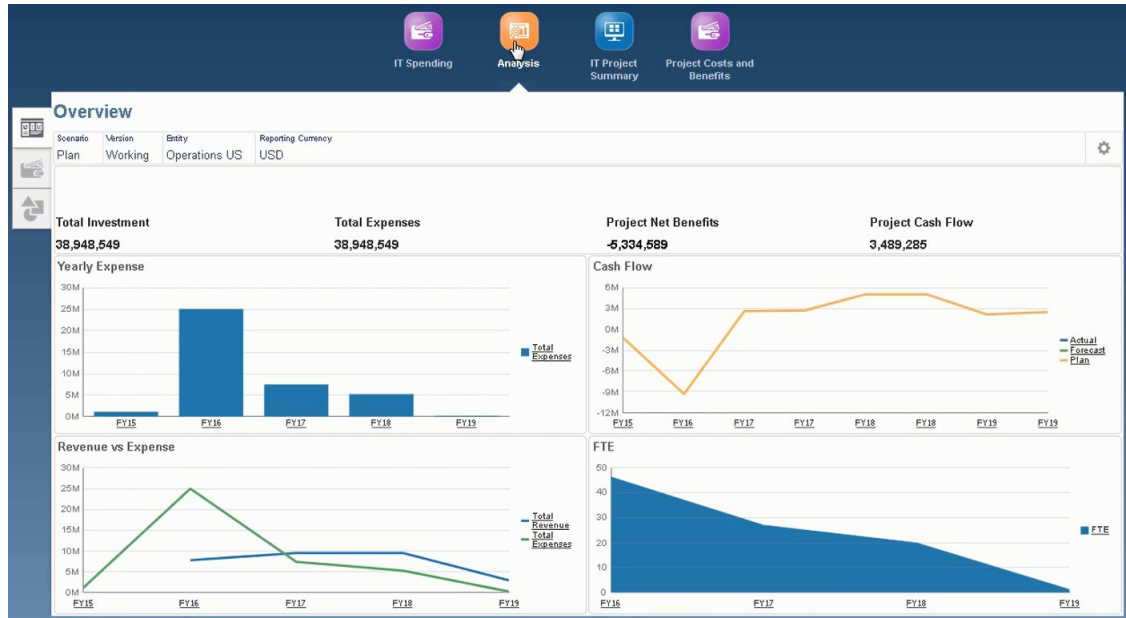 IT Spending
Analysis
IT Project
Summary
Project Costs and
Benefits
Overview
Scenario Version Entity Reporting Currency
Plan Working Operations US USD
Total Investment Total Expenses Project Net Benefits Project Cash Flow
38,948,549 38,948,549 -5,334,589 3,489,285
Yearly Expense
30M
25M
20M
15M
10M
5M
0M
FY15 FY16 FY17 FY18 FY19
Total
Expenses
Cash Flow
6M
3M
0M
-3M
-6M
-9M
-12M
FY15 FY16 FY17 FY17 FY18 FY18 FY19 FY19
Actual
Forecast
Plan
Revenue vs Expense
30M
25M
20M
15M
10M
5M
0M
FY15 FY16 FY17 FY18 FY19
Total
Revenue
Total
Expenses
FTE
50
40
30
20
10
0
FY16 FY17 FY18 FY19
FTE